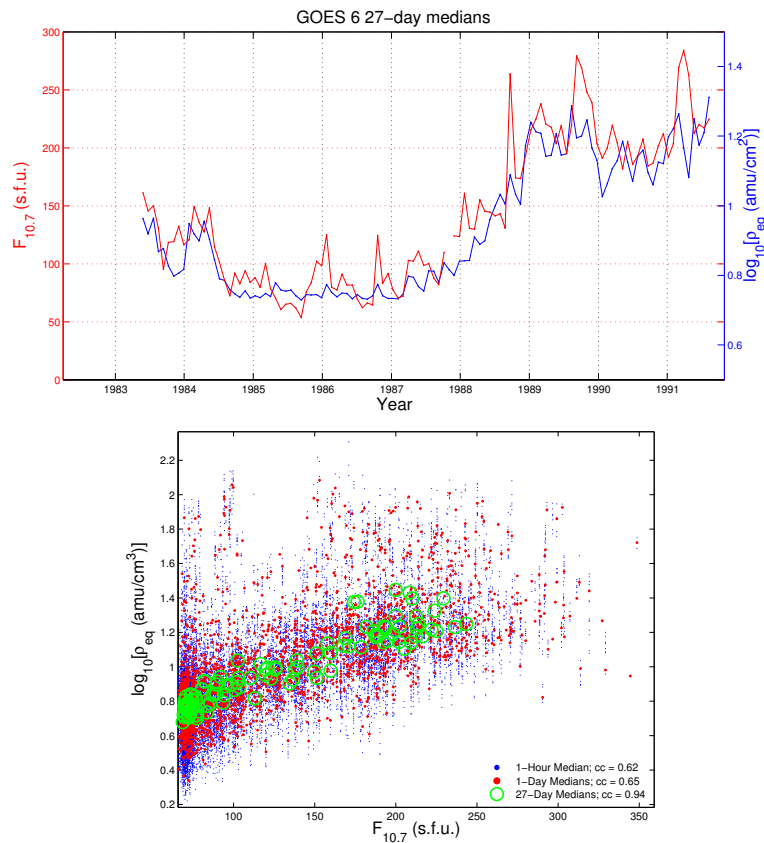 GOES 6 27−day medians
300
250
200
150
100
50
0
F10.7 (s.f.u.)
1.4
1.2
1
0.8
0.6
log10[ρeq (amu/cm²)]
1983 1984 1985 1986 1987 1988 1989 1990 1991
Year
2.2
2
1.8
1.6
1.4
1.2
1
0.8
0.6
0.4
0.2
log10[ρeq (amu/cm³)]
1−Hour Median; cc = 0.62
1−Day Medians; cc = 0.65
27−Day Medians; cc = 0.94
100 150 200 250 300 350
F10.7 (s.f.u.)